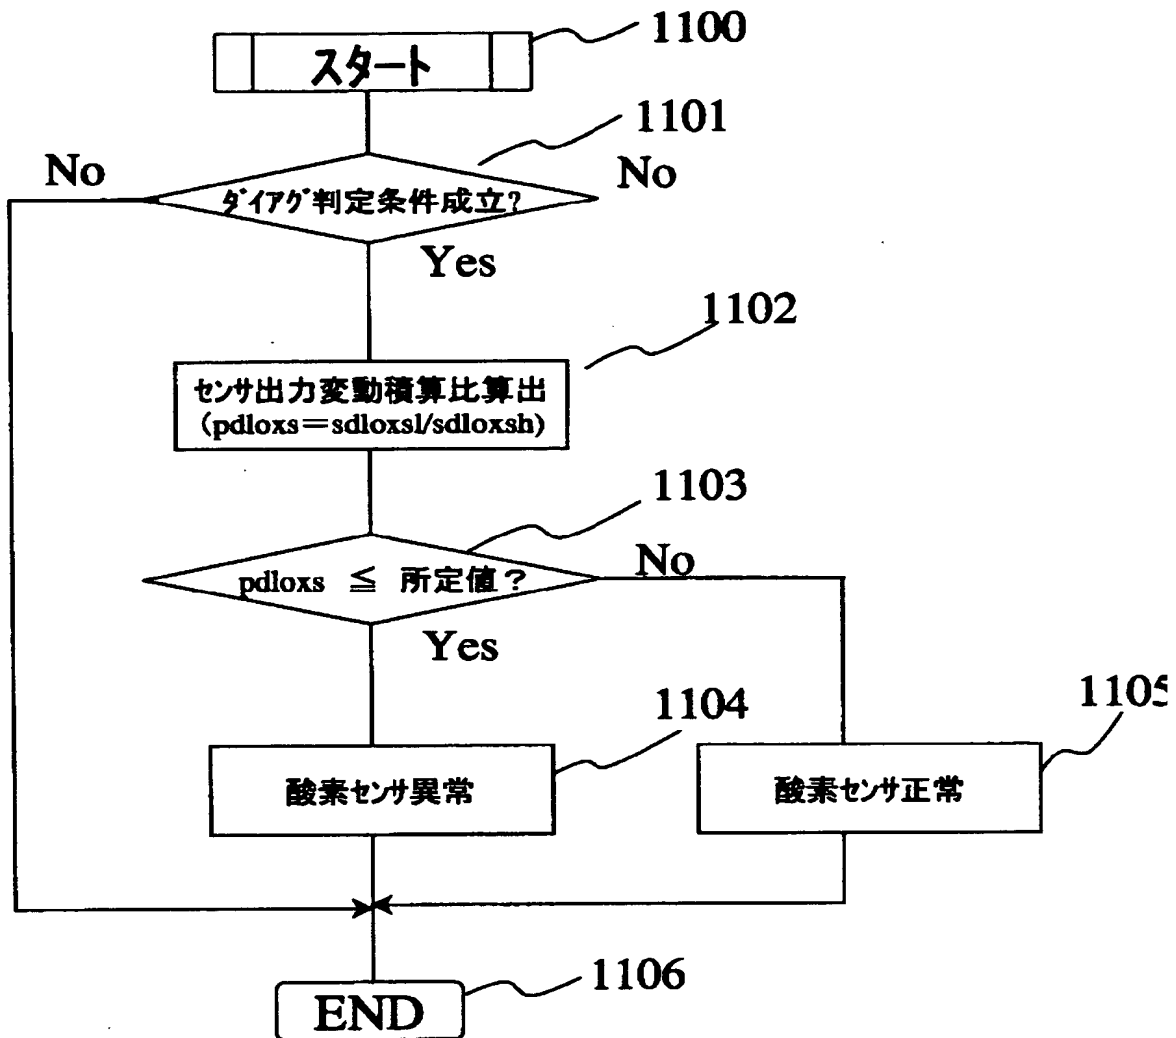 1100
スタート
1101
No
No
ダイアグ判定条件成立?
Yes
1102
センサ出力変動積算比算出
(pdloxs=sdloxsl/sdloxsh)
1103
No
pdloxs ≦ 所定値?
Yes
1104
1105
酸素センサ異常
酸素センサ正常
1106
END